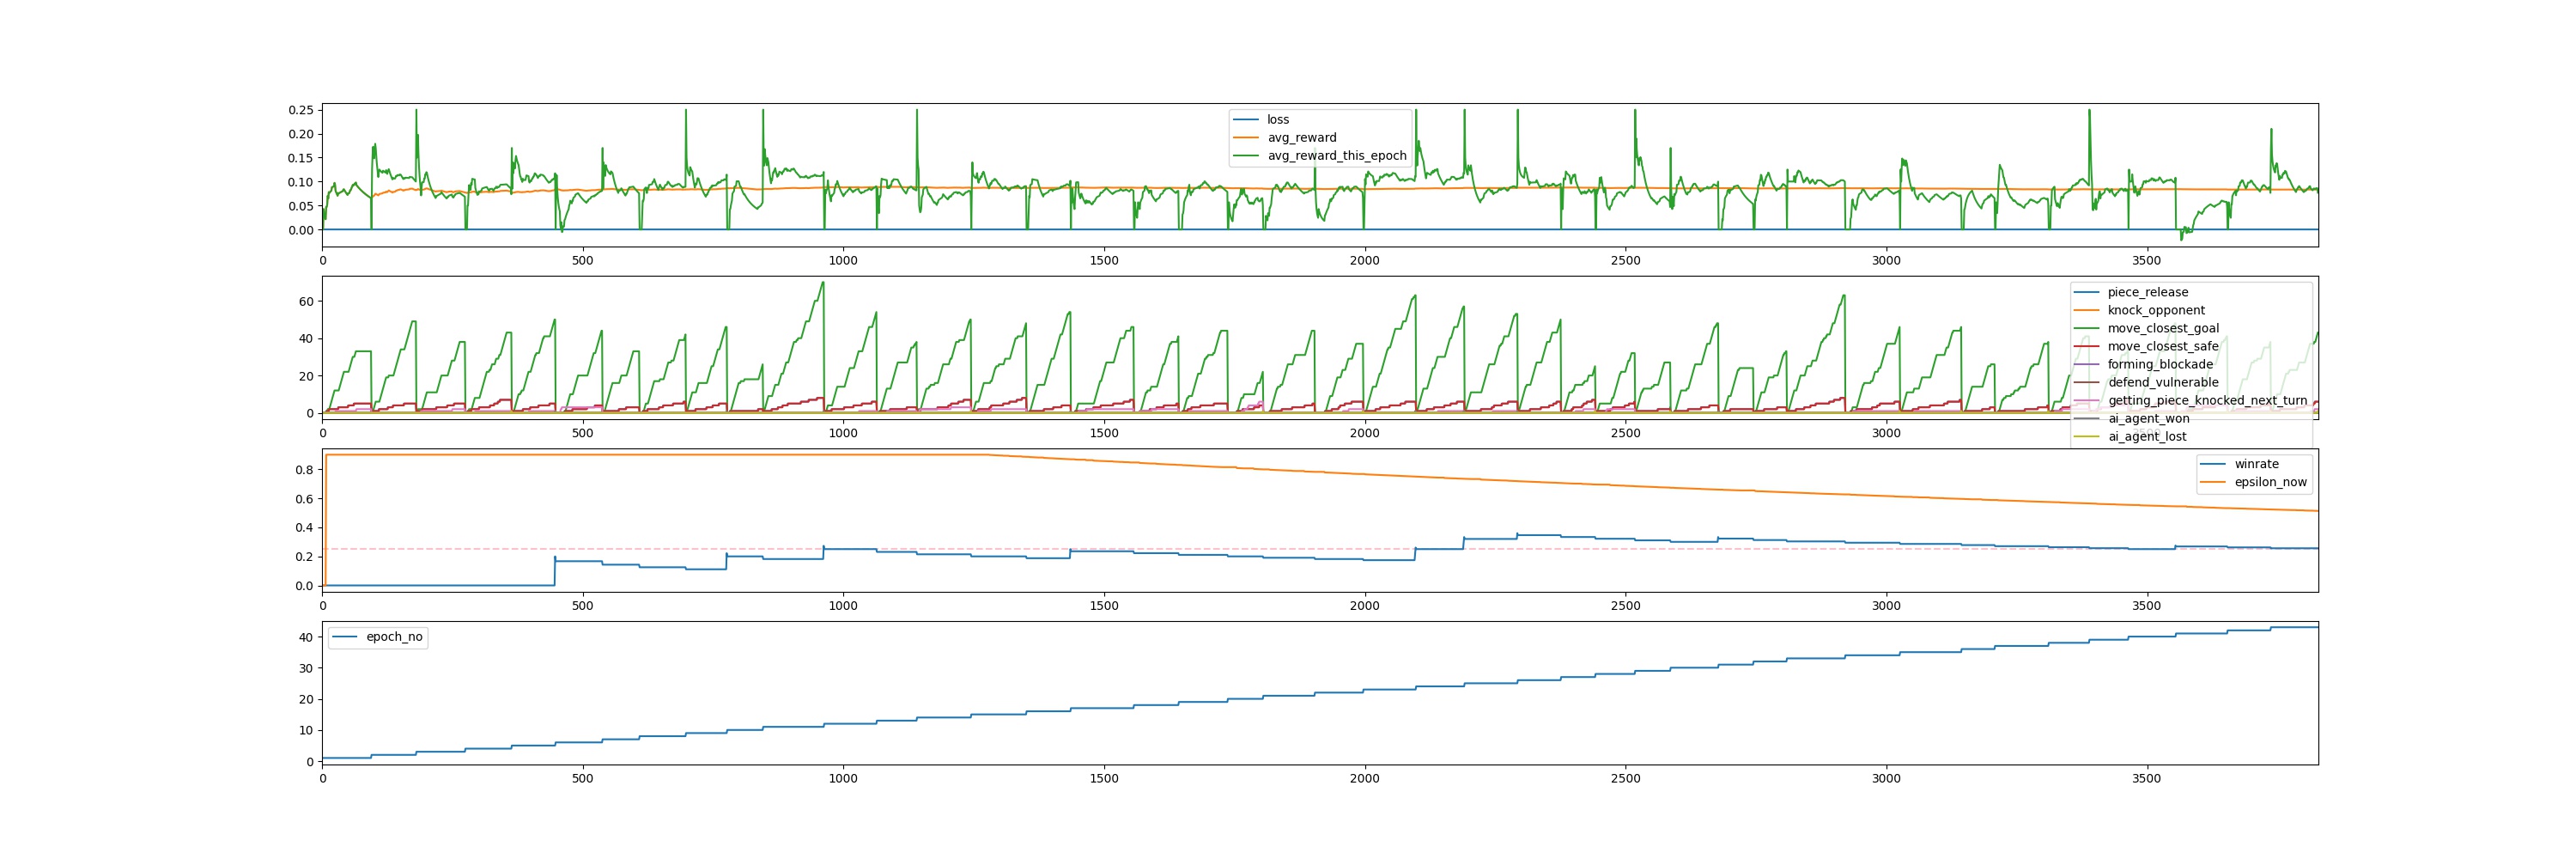 0.25
0.20
0.15
0.10
0.05
0.00
loss
avg_reward
avg_reward_this_epoch
0 500 1000 1500 2000 2500 3000 3500
60
40
20
0
piece_release
knock_opponent
move_closest_goal
move_closest_safe
forming_blockade
defend_vulnerable
getting_piece_knocked_next_turn
ai_agent_won
ai_agent_lost
0 500 1000 1500 2000 2500 3000 3500
0.8
0.6
0.4
0.2
0.0
winrate
epsilon_now
0 500 1000 1500 2000 2500 3000 3500
40
30
20
10
0
epoch_no
0 500 1000 1500 2000 2500 3000 3500